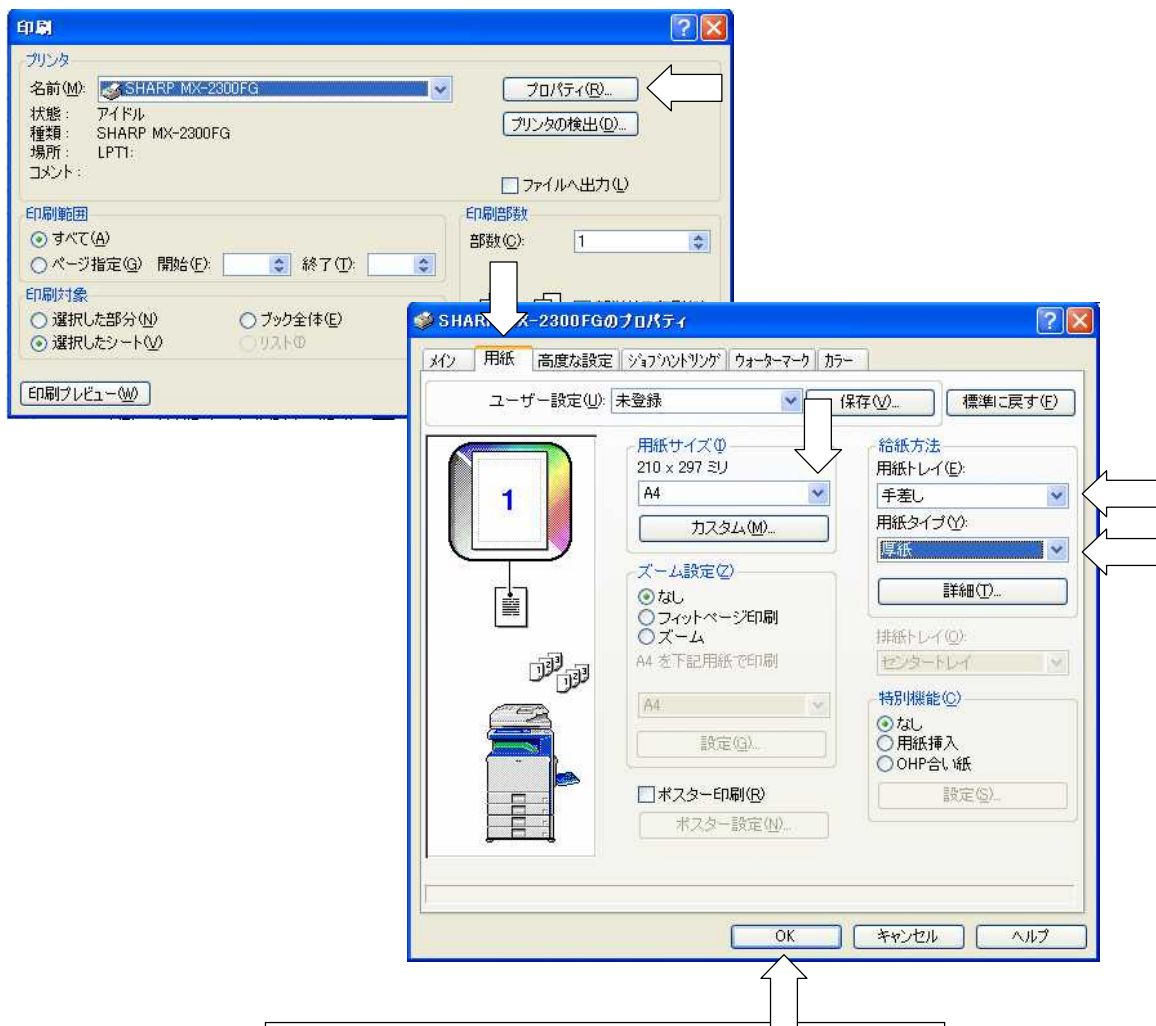 印刷
プリンタ
名前(M): SHARP MX-2300FG
プロパティ(R)...
状態： アイドル
種類： SHARP MX-2300FG
プリンタの検出(D)...
場所： LPT1:
コメント：
ファイルへ出力(L)
印刷範囲
すべて(A)
ページ指定(G) 開始(F): 終了(T):
印刷部数
部数(C): 1
印刷対象
選択した部分(N) ブック全体(E)
選択したシート(V) リスト(I)
印刷プレビュー(W)
SHARP MX-2300FGのプロパティ
メイン 用紙 高度な設定 ジョブハンドリング ウォーターマーク カラー
ユーザー設定(U): 未登録 保存(V)... 標準に戻す(F)
1
用紙サイズ(I)
210 x 297 ミリ
A4
カスタム(M)...
ズーム設定(Z)
なし
フィットページ印刷
ズーム
A4 を下記用紙で印刷
A4
設定(G)...
ポスター印刷(R)
ポスター設定(N)...
給紙方法
用紙トレイ(E):
手差し
用紙タイプ(Y):
厚紙
詳細(T)...
排紙トレイ(O):
センタートレイ
特別機能(C)
なし
用紙挿入
OHP合い紙
設定(S)...
1 2 3
1 2 3
OK キャンセル ヘルプ